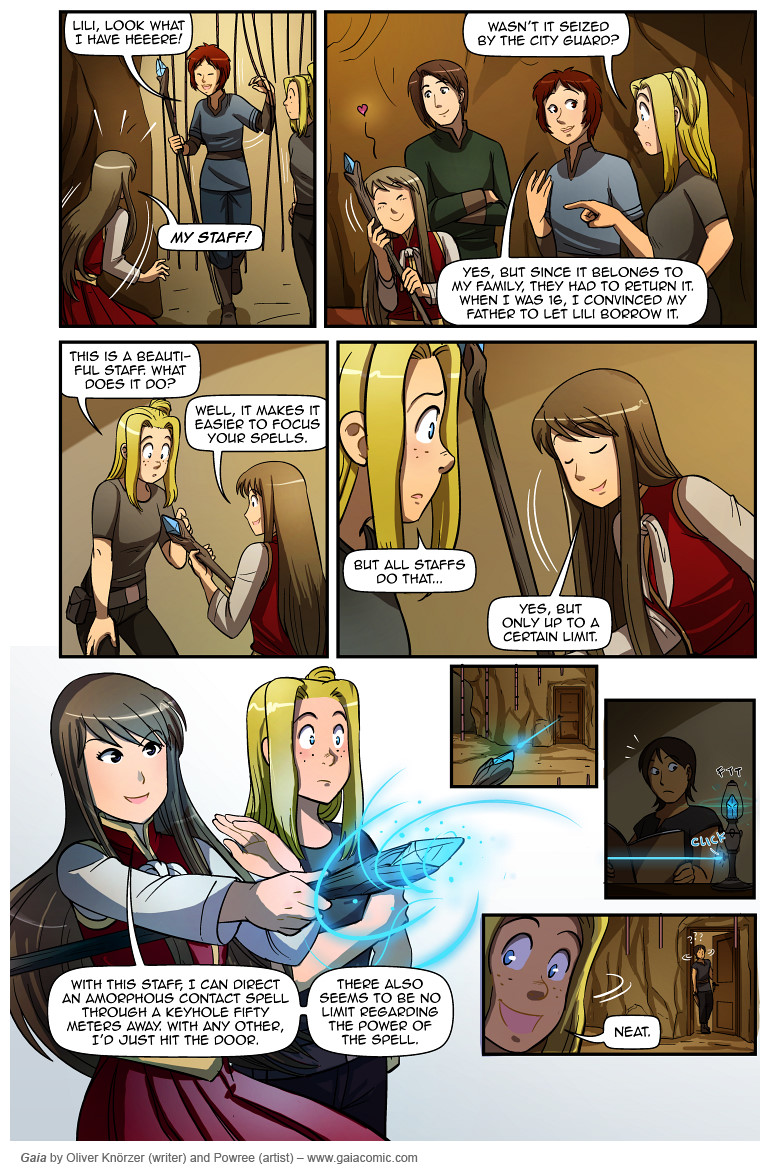 LILI, LOOK WHAT
I HAVE HEEERE!
MY STAFF!
WASN'T IT SEIZED
BY THE CITY GUARD?
YES, BUT SINCE IT BELONGS TO
MY FAMILY, THEY HAD TO RETURN IT.
WHEN I WAS 16, I CONVINCED MY
FATHER TO LET LILI BORROW IT.
THIS IS A BEAUTI-
FUL STAFF. WHAT
DOES IT DO?
WELL, IT MAKES IT
EASIER TO FOCUS
YOUR SPELLS.
BUT ALL STAFFS
DO THAT...
YES, BUT
ONLY UP TO A
CERTAIN LIMIT.
WITH THIS STAFF, I CAN DIRECT
AN AMORPHOUS CONTACT SPELL
THROUGH A KEYHOLE FIFTY
METERS AWAY. WITH ANY OTHER,
I'D JUST HIT THE DOOR.
THERE ALSO
SEEMS TO BE NO
LIMIT REGARDING
THE POWER OF
THE SPELL.
FTT
CLICK
???
NEAT.
Gaia by Oliver Knörzer (writer) and Powree (artist) – www.gaiacomic.com